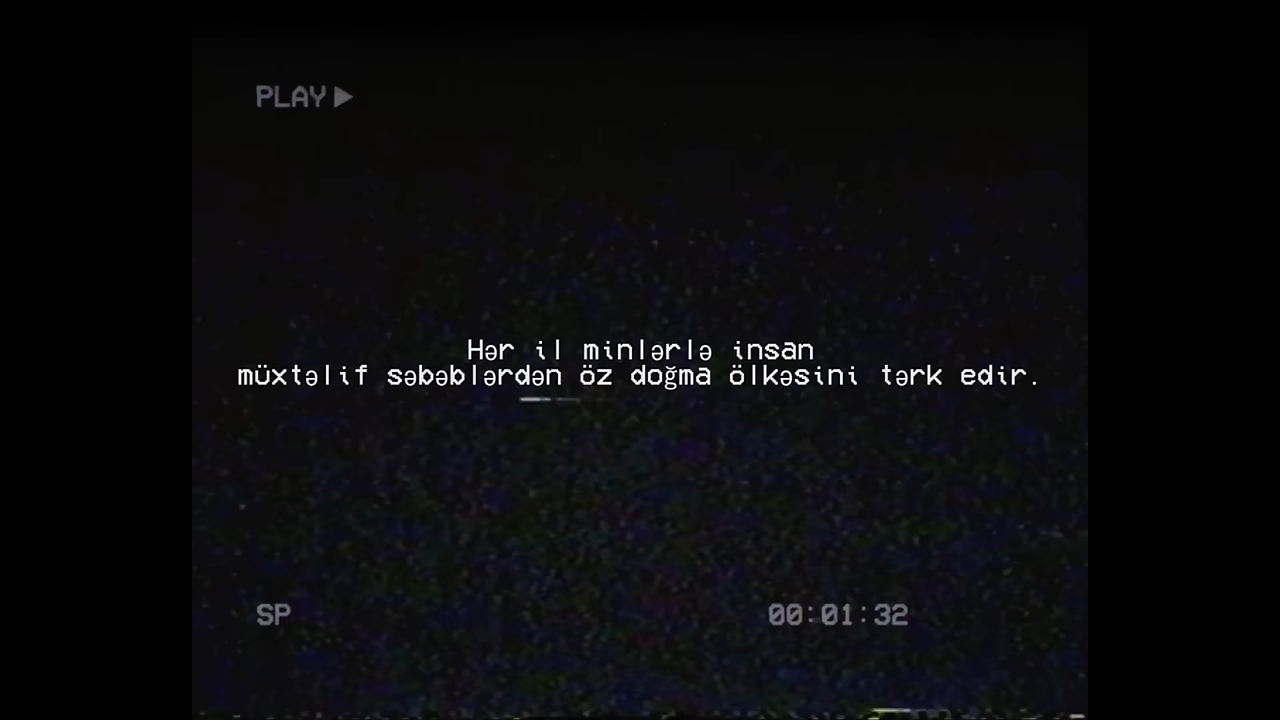 PLAY
Hər il minlərlə insan
müxtəlif səbəblərdən öz doğma ölkəsini tərk edir.
SP
00:01:32